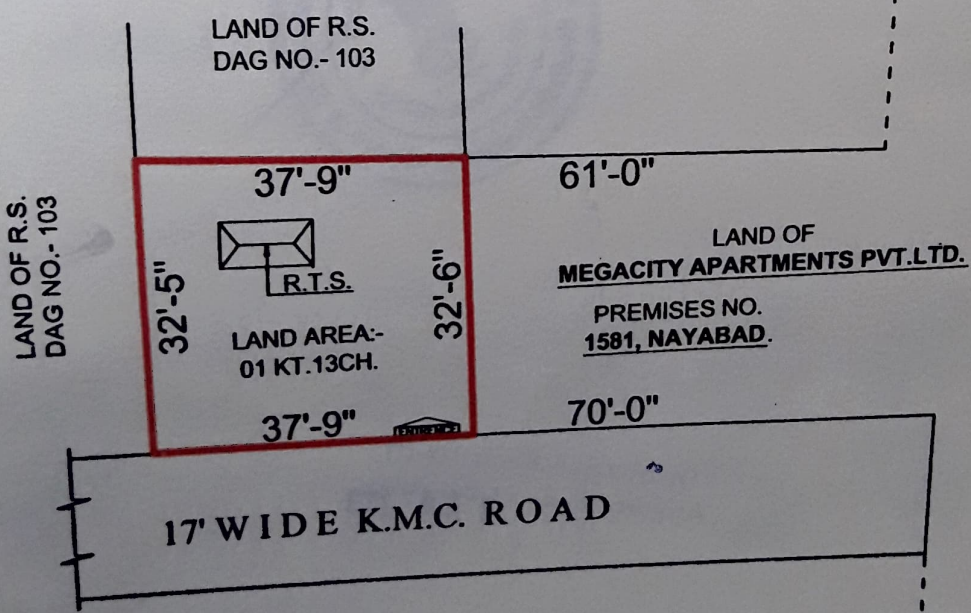 LAND OF R.S.
DAG NO.- 103
37'-9"
61'-0"
LAND OF R.S.
DAG NO.- 103
32'-5"
R.T.S.
32'-6"
LAND AREA:-
01 KT.13CH.
LAND OF
MEGACITY APARTMENTS PVT.LTD.
PREMISES NO.
1581, NAYABAD.
37'-9"
ENTRENCE
70'-0"
17' WIDE K.M.C. ROAD